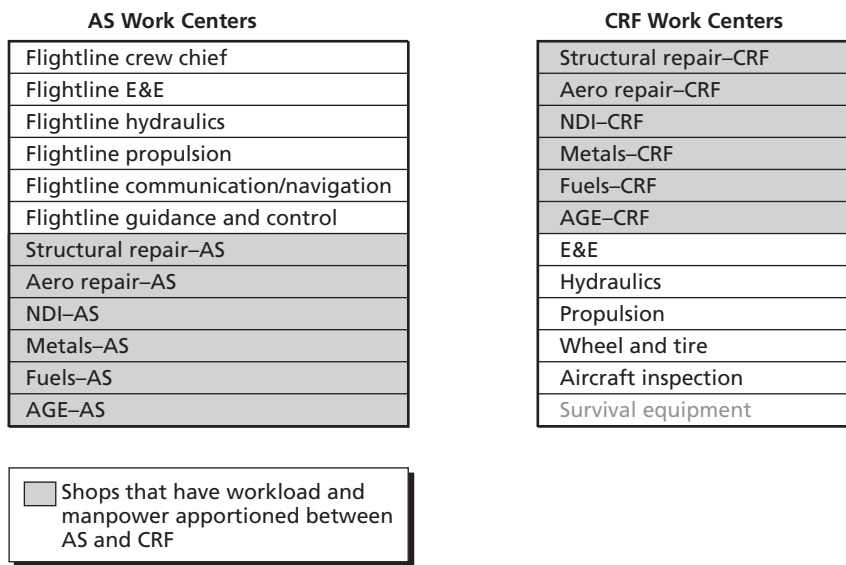 AS Work Centers
Flightline crew chief
Flightline E&E
Flightline hydraulics
Flightline propulsion
Flightline communication/navigation
Flightline guidance and control
Structural repair–AS
Aero repair–AS
NDI–AS
Metals–AS
Fuels–AS
AGE–AS
CRF Work Centers
Structural repair–CRF
Aero repair–CRF
NDI–CRF
Metals–CRF
Fuels–CRF
AGE–CRF
E&E
Hydraulics
Propulsion
Wheel and tire
Aircraft inspection
Survival equipment
Shops that have workload and
manpower apportioned between
AS and CRF